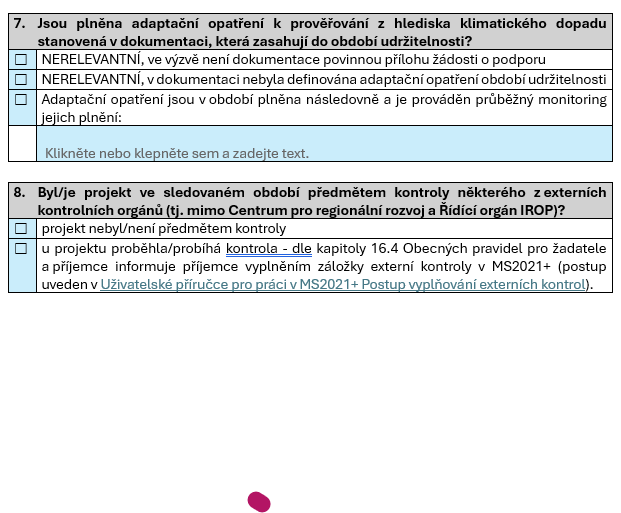 7. Jsou plněna adaptační opatření k prověřování z hlediska klimatického dopadu
stanovená v dokumentaci, která zasahují do období udržitelnosti?
☐ NERELEVANTNÍ, ve výzvě není dokumentace povinnou přílohu žádosti o podporu
☐ NERELEVANTNÍ, v dokumentaci nebyla definována adaptační opatření období udržitelnosti
☐ Adaptační opatření jsou v období plněna následovně a je prováděn průběžný monitoring
jejich plnění:
Klikněte nebo klepněte sem a zadejte text.
8. Byl/je projekt ve sledovaném období předmětem kontroly některého z externích
kontrolních orgánů (tj. mimo Centrum pro regionální rozvoj a Řídící orgán IROP)?
☐ projekt nebyl/není předmětem kontroly
☐ u projektu proběhla/probíhá kontrola - dle kapitoly 16.4 Obecných pravidel pro žadatele
a příjemce informuje příjemce vyplněním záložky externí kontroly v MS2021+ (postup
uveden v Uživatelské příručce pro práci v MS2021+ Postup vyplňování externích kontrol).